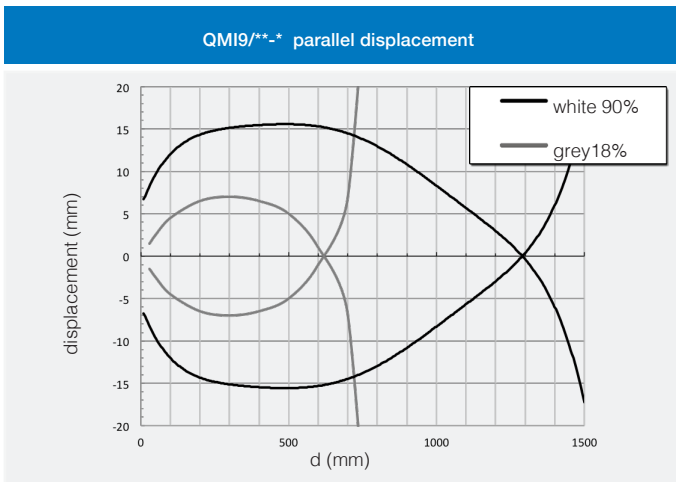 QMI9/**-* parallel displacement
white 90%
grey18%
displacement (mm)
20
15
10
5
0
-5
-10
-15
-20
0 500 1000 1500
d (mm)